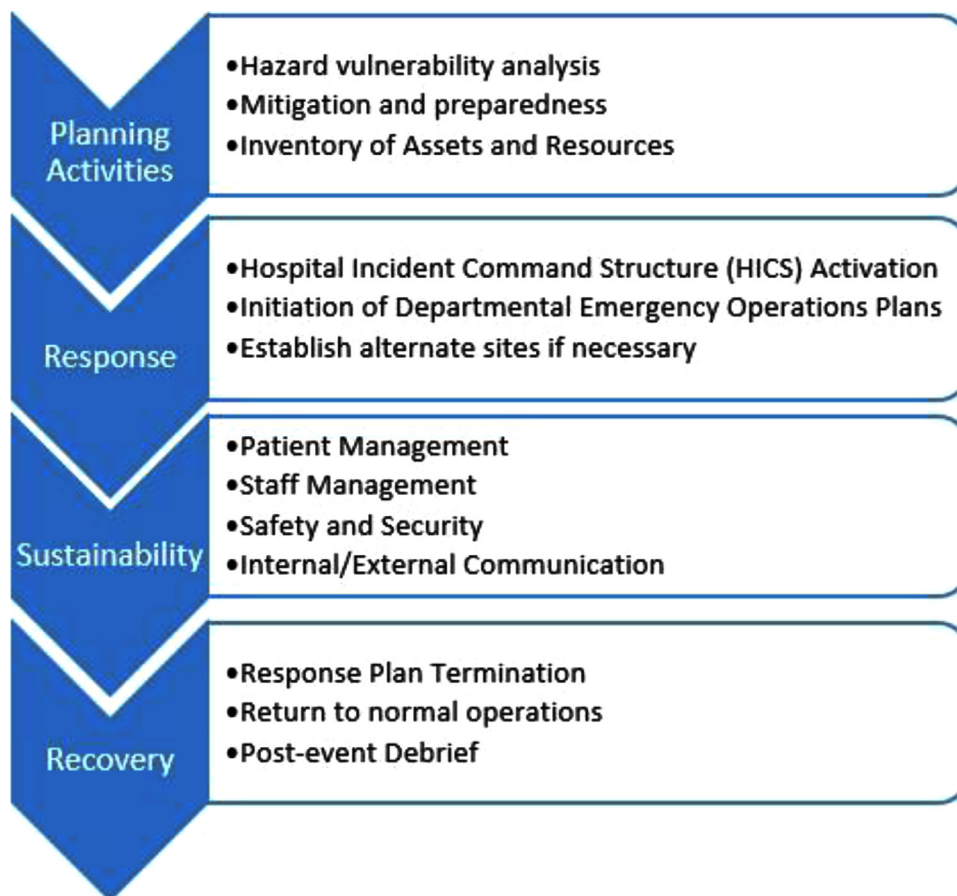 Planning
Activities
•Hazard vulnerability analysis
•Mitigation and preparedness
•Inventory of Assets and Resources
Response
•Hospital Incident Command Structure (HICS) Activation
•Initiation of Departmental Emergency Operations Plans
•Establish alternate sites if necessary
Sustainability
•Patient Management
•Staff Management
•Safety and Security
•Internal/External Communication
Recovery
•Response Plan Termination
•Return to normal operations
•Post-event Debrief